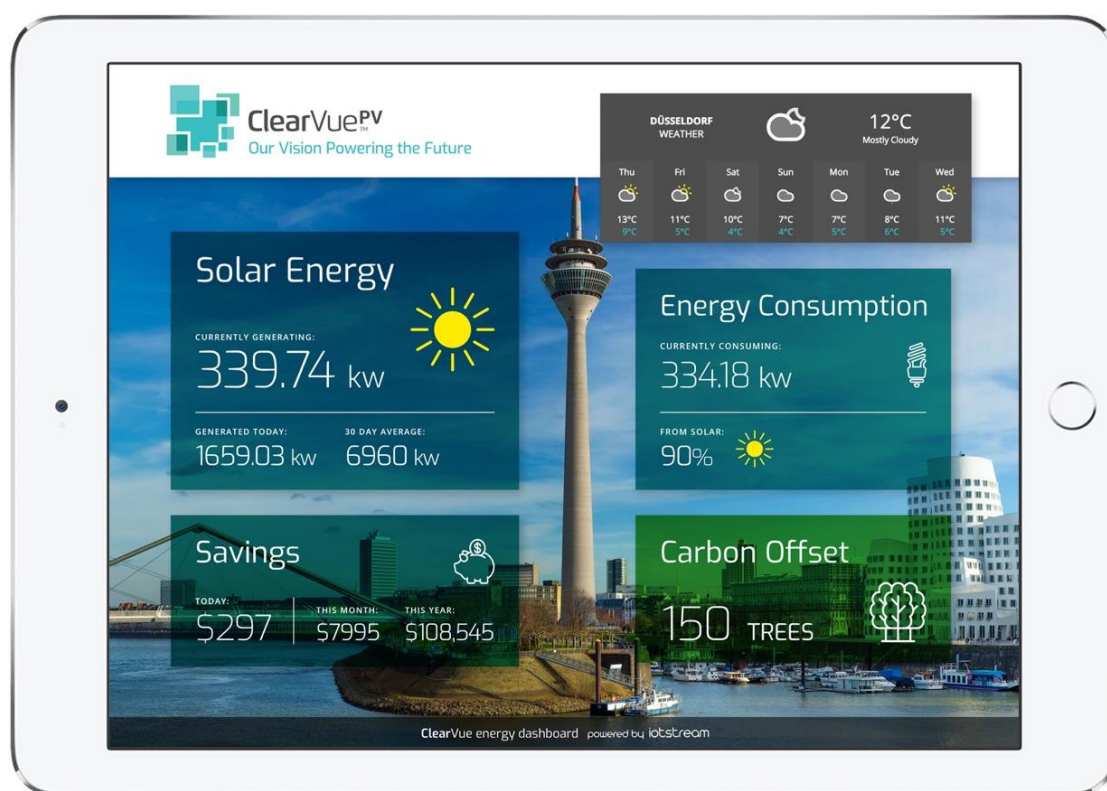 ClearVuePV™
Our Vision Powering the Future
DÜSSELDORF
WEATHER
12°C
Mostly Cloudy
Thu Fri Sat Sun Mon Tue Wed
13°C 11°C 10°C 7°C 7°C 8°C 11°C
9°C 5°C 4°C 4°C 5°C 6°C 5°C
Solar Energy
CURRENTLY GENERATING:
339.74 kw
GENERATED TODAY: 30 DAY AVERAGE:
1659.03 kw 6960 kw
Energy Consumption
CURRENTLY CONSUMING:
334.18 kw
FROM SOLAR:
90%
Savings
$
TODAY: THIS MONTH: THIS YEAR:
$297 $7995 $108,545
Carbon Offset
150 TREES
ClearVue energy dashboard powered by iotstream